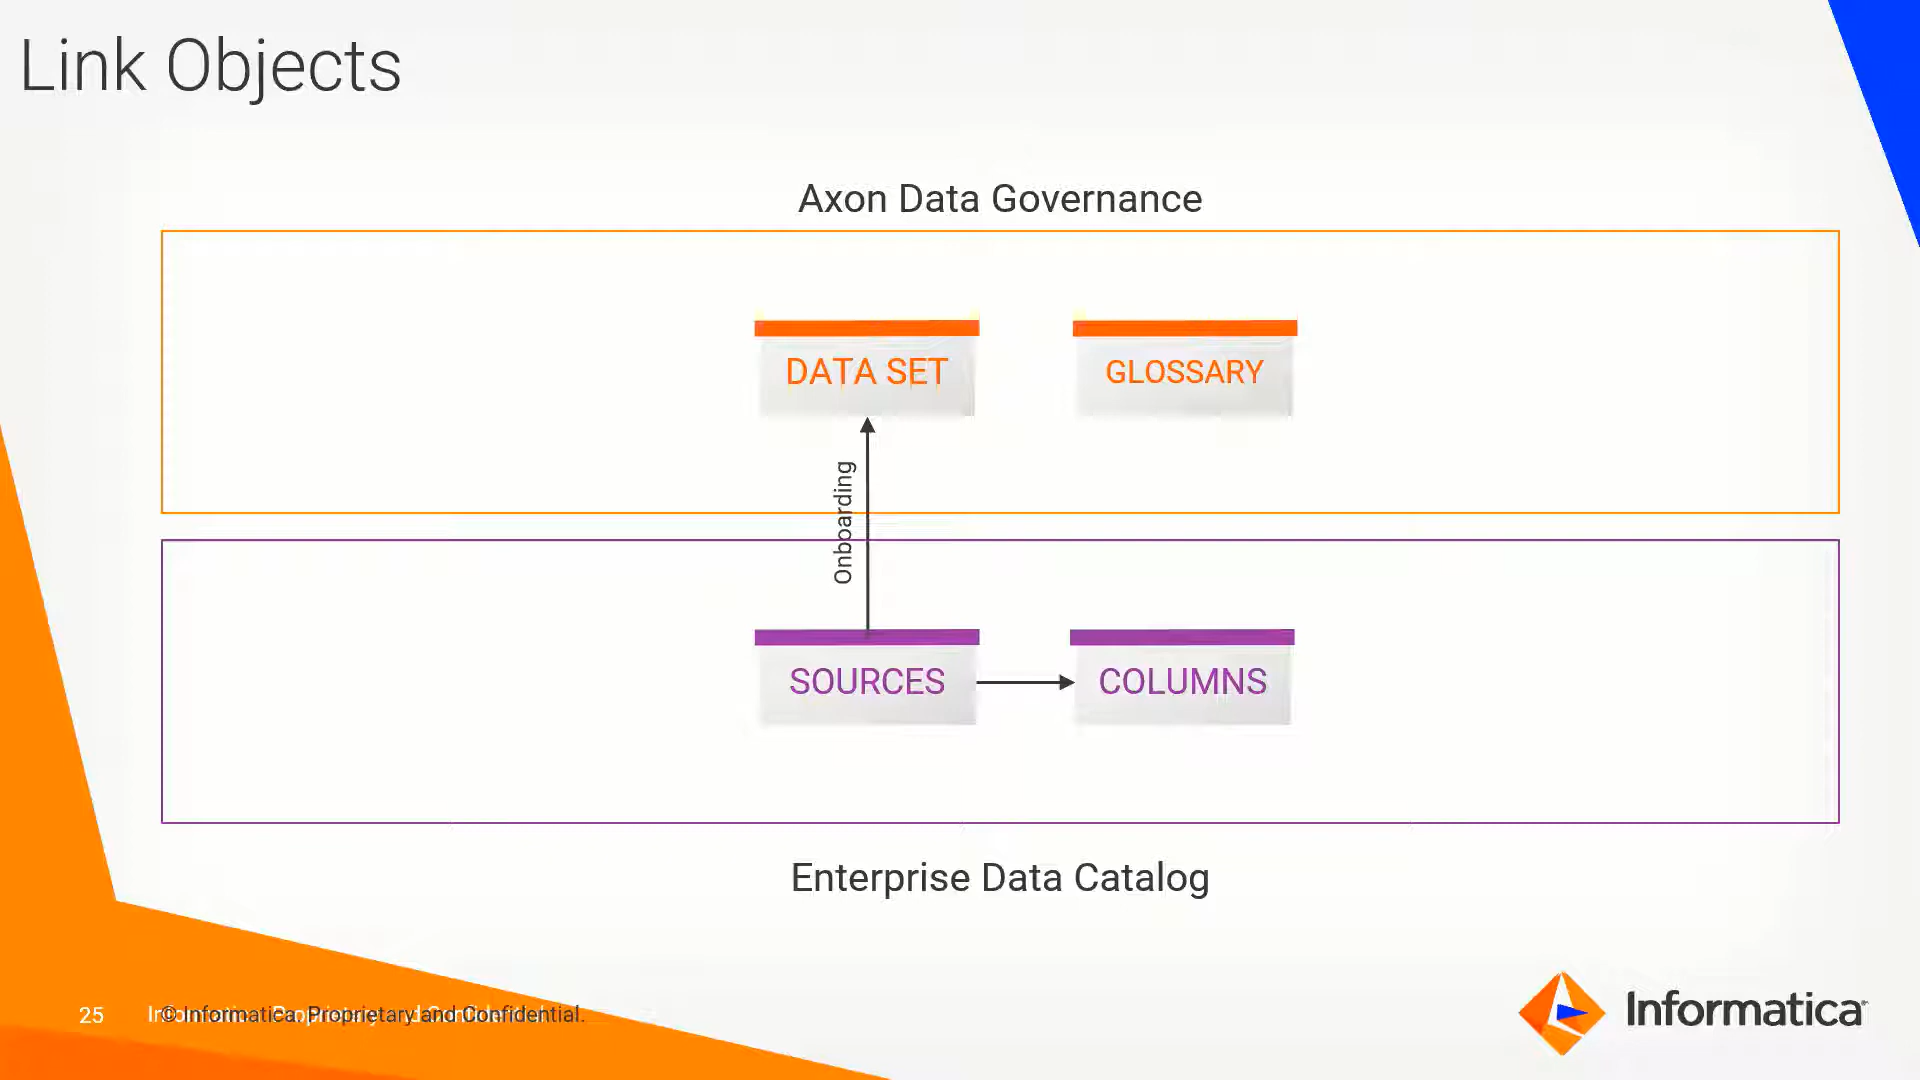 Link Objects
Axon Data Governance
DATA SET
GLOSSARY
Onboarding
SOURCES
COLUMNS
Enterprise Data Catalog
25
© Informatica. Proprietary and Confidential.
Informatica